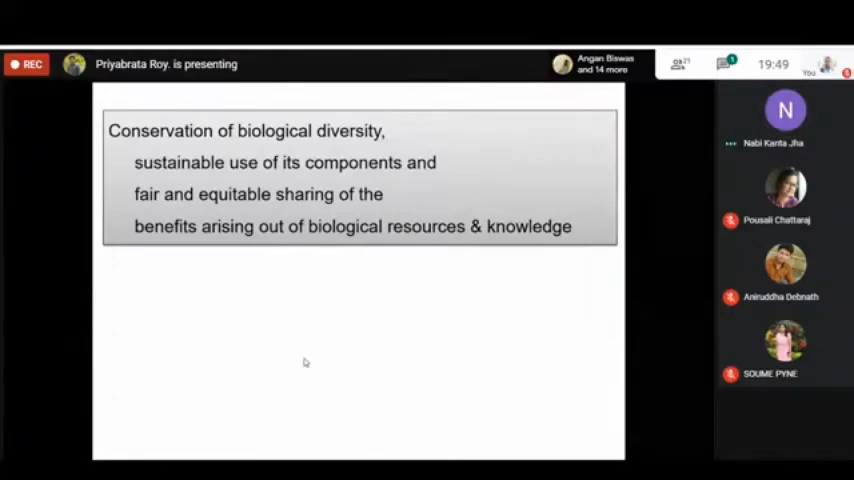 REC
Priyabrata Roy. is presenting
Angan Biswas
and 14 more
21
1
19:49
You
Conservation of biological diversity,
sustainable use of its components and
fair and equitable sharing of the
benefits arising out of biological resources & knowledge
N
Nabi Kanta Jha
Pousali Chattaraj
Aniruddha Debnath
SOUME PYNE